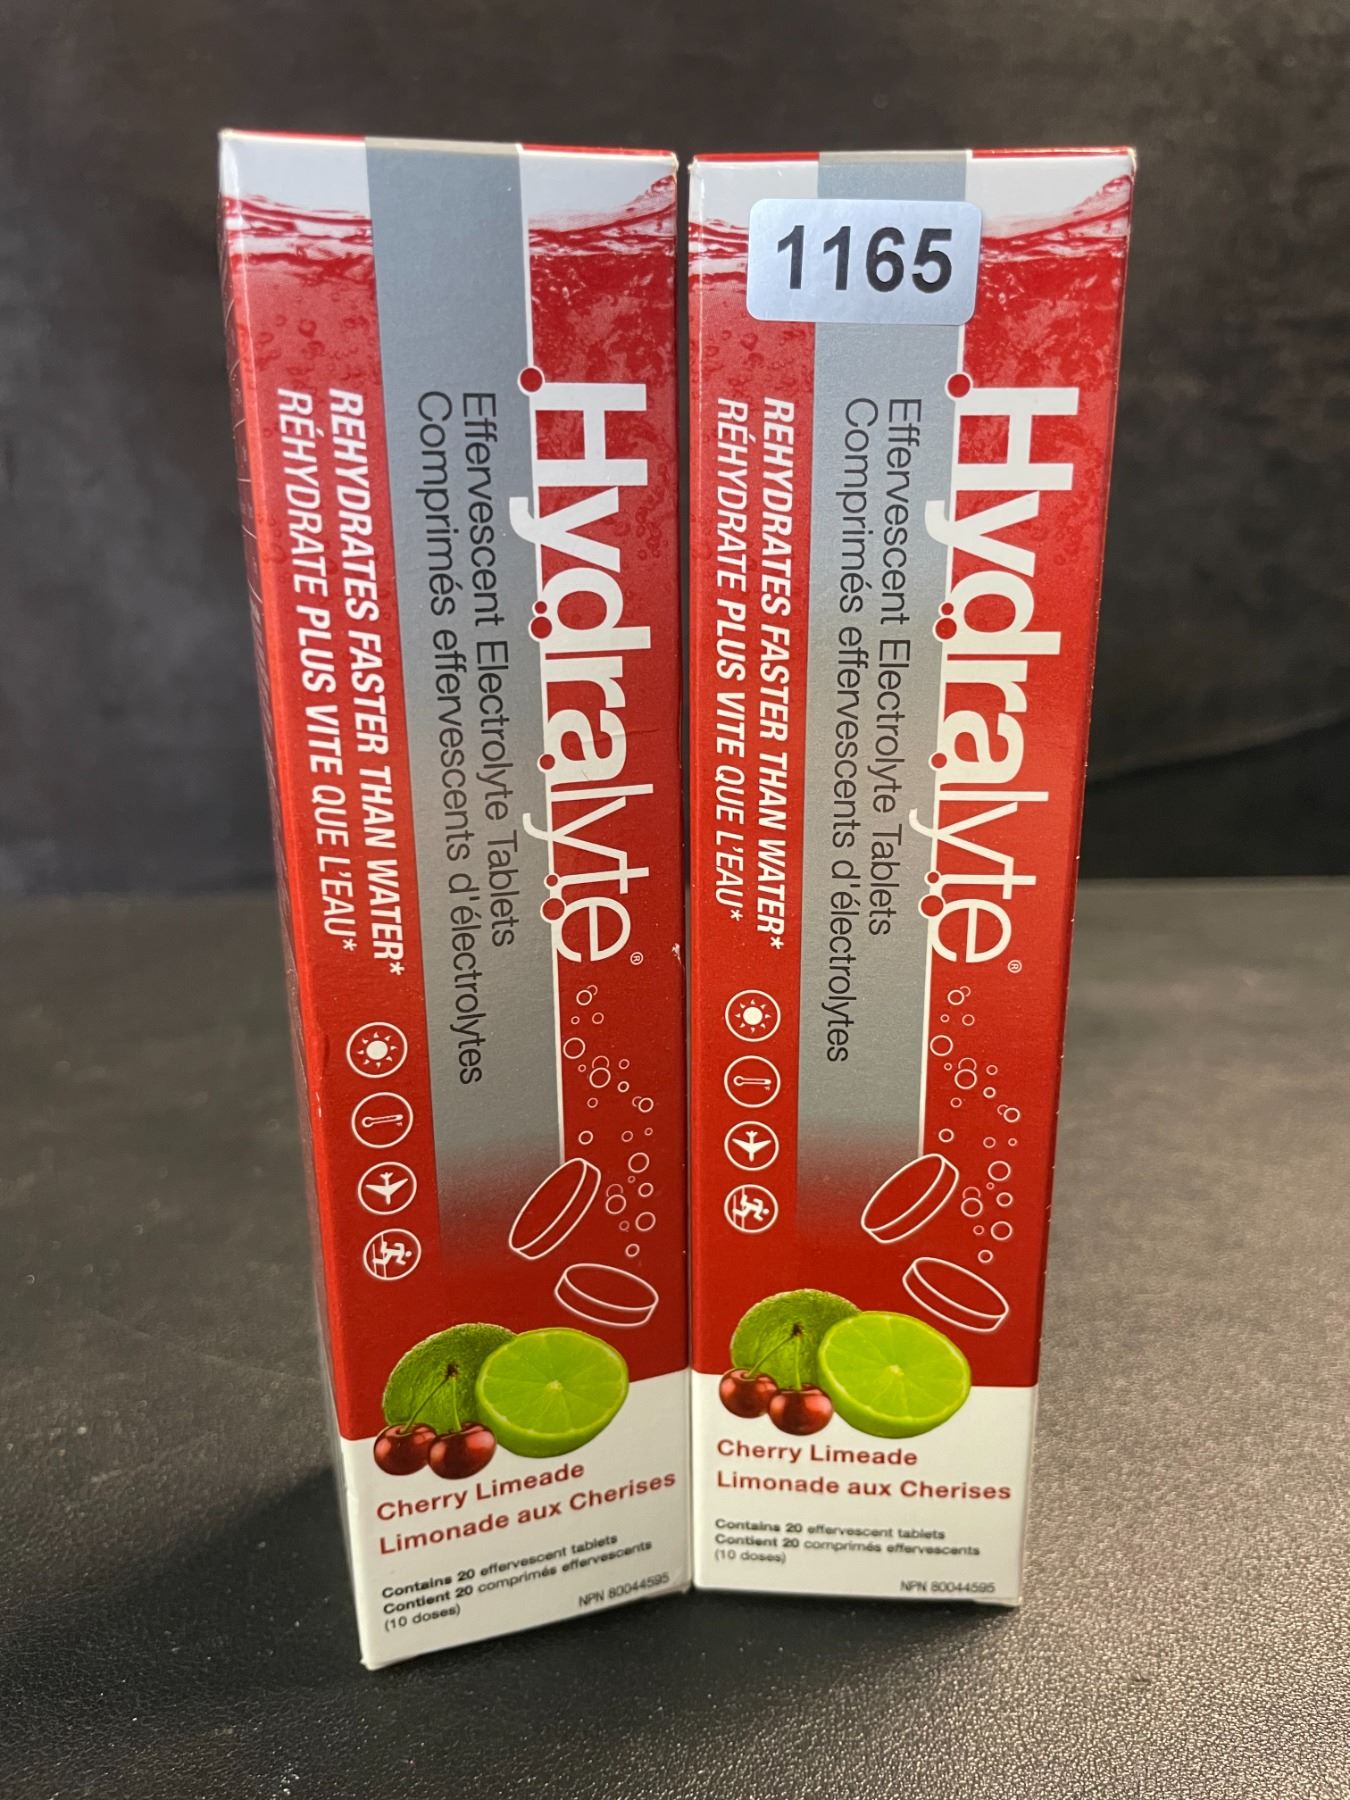 Hydralyte®
Effervescent Electrolyte Tablets
Comprimés effervescents d'électrolytes
REHYDRATES FASTER THAN WATER*
RÉHYDRATE PLUS VITE QUE L'EAU*
Cherry Limeade
Limonade aux Cherises
Contains 20 effervescent tablets
Contient 20 comprimés effervescents
(10 doses)
NPN 80044595
1165
Hydralyte®
Effervescent Electrolyte Tablets
Comprimés effervescents d'électrolytes
REHYDRATES FASTER THAN WATER*
RÉHYDRATE PLUS VITE QUE L'EAU*
Cherry Limeade
Limonade aux Cherises
Contains 20 effervescent tablets
Contient 20 comprimés effervescents
(10 doses)
NPN 80044595